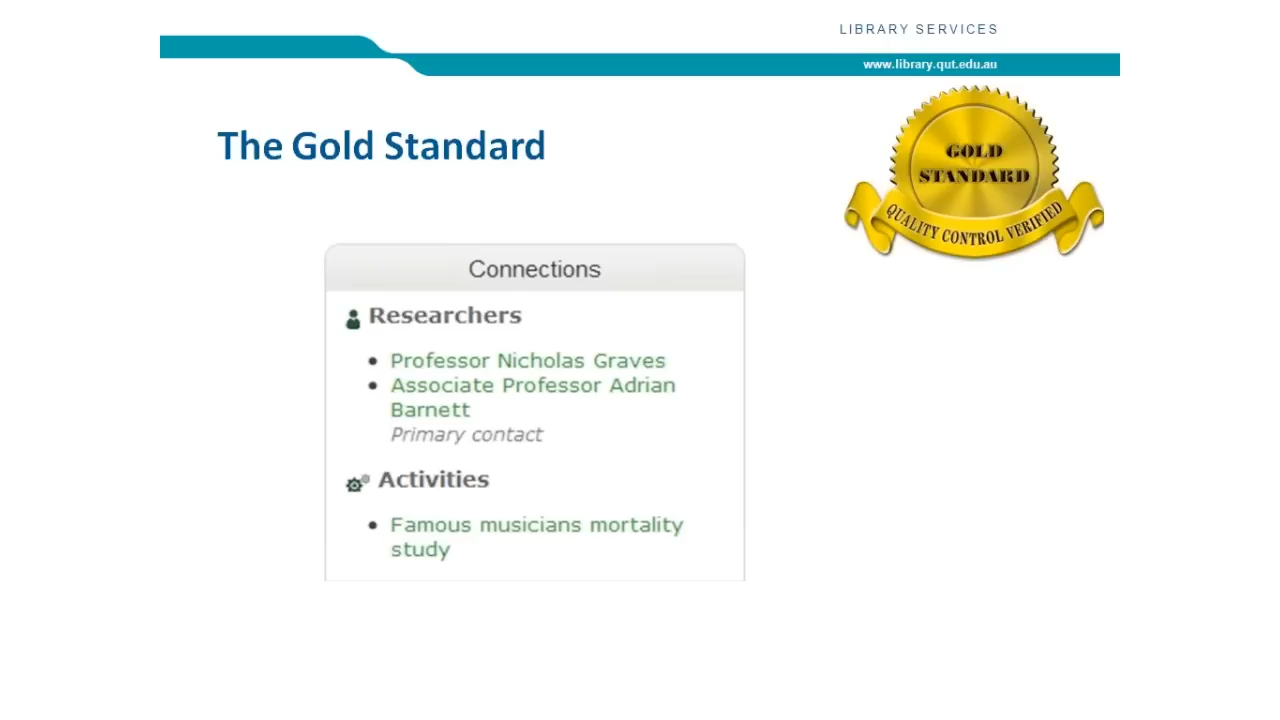 LIBRARY SERVICES
www.library.qut.edu.au
The Gold Standard
GOLD
STANDARD
QUALITY CONTROL VERIFIED
Connections
Researchers
• Professor Nicholas Graves
• Associate Professor Adrian
Barnett
Primary contact
Activities
• Famous musicians mortality
study